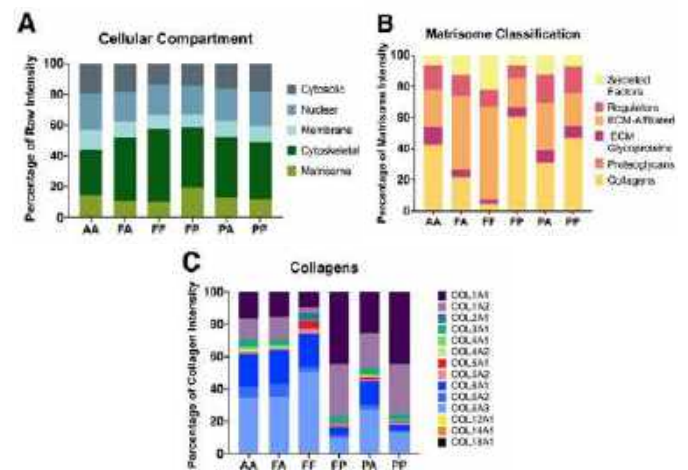 A
Cellular Compartment
Percentage of Row Intensity
100
80
60
40
20
0
AA FA FF FP PA PP
Cytosolic
Nuclear
Membrane
Cytoskeletal
Matrisome
B
Matrisome Classification
Percentage of Matrisome Intensity
100
80
60
40
20
0
AA FA FF FP PA PP
Secreted
Factors
Regulators
ECM-Affiliated
ECM
Glycoproteins
Proteoglycans
Collagens
C
Collagens
Percentage of Collagen Intensity
100
80
60
40
20
0
AA FA FF FP PA PP
COL1A1
COL1A2
COL2A1
COL3A1
COL4A1
COL4A2
COL5A1
COL5A2
COL6A1
COL6A2
COL6A3
COL12A1
COL14A1